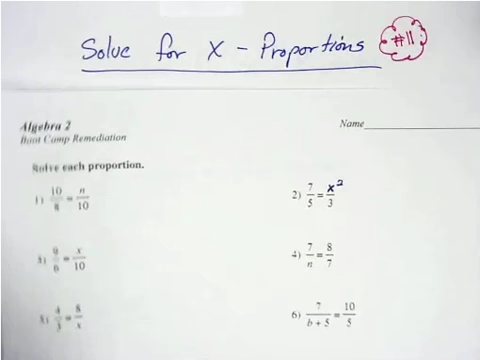 Solve for X - Proportions #11
Algebra 2
Boot Camp Remediation
Name
Solve each proportion.
1) 10/8 = n/10
2) 7/5 = x²/3
3) 9/6 = x/10
4) 7/n = 8/7
5) 4/3 = 8/x
6) 7/(b + 5) = 10/5